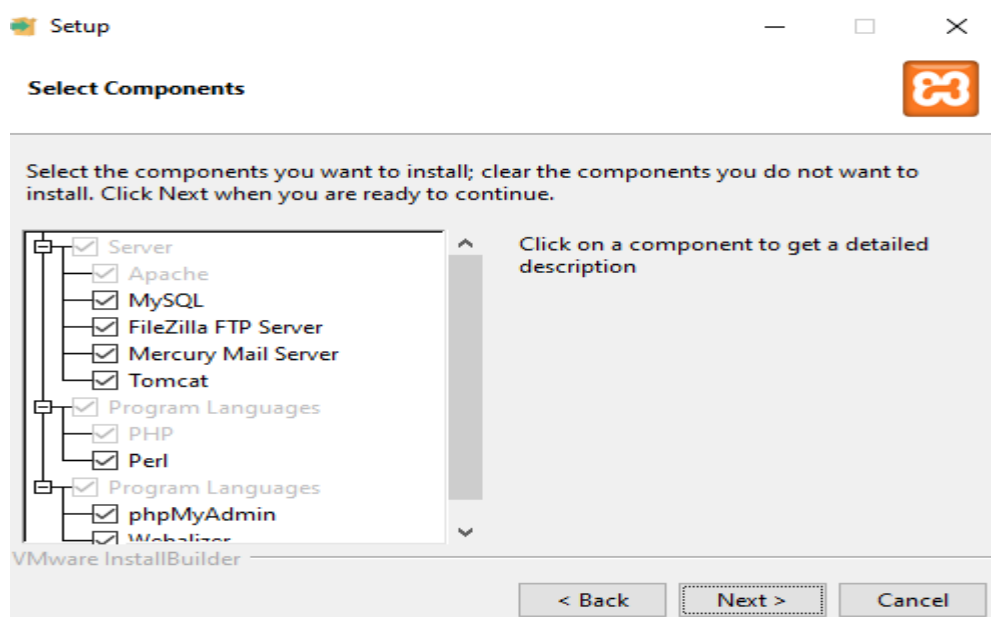 Setup
Select Components
Select the components you want to install; clear the components you do not want to
install. Click Next when you are ready to continue.
Server
Apache
MySQL
FileZilla FTP Server
Mercury Mail Server
Tomcat
Program Languages
PHP
Perl
Program Languages
phpMyAdmin
Webalizer
Click on a component to get a detailed
description
VMware InstallBuilder
< Back
Next >
Cancel